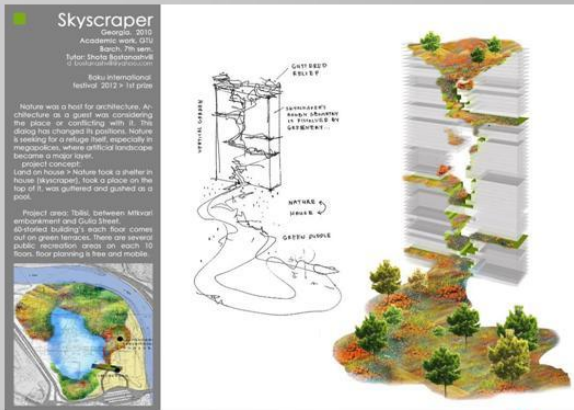 Skyscraper
Georgia. 2010
Academic work, GTU
Barch, 7th sem.
Tutor: Shota Bostanashvili
Baku international
festival 2012 > 1st prize
Nature was a host for architecture. Ar-
chitecture as a guest was considering
the place or conflicting with it. This
dialog has changed its positions. Nature
is seeking for a refuge itself, especially in
megapolices, where artificial landscape
became a major layer.
project concept:
Land on house > Nature took a shelter in
house (skyscraper), took a place on the
top of it, was guttered and gushed as a
pool.
Project area: Tbilisi, between Mtkvari
embankment and Gulia Street.
60-storied building's each floor comes
out on green terraces. There are several
public recreation areas on each 10
floors. floor planning is free and mobile.
GUTTERED
RELIEF
SKYSCRAPER'S
NATURE
HOUSE
GREEN PUDDLE